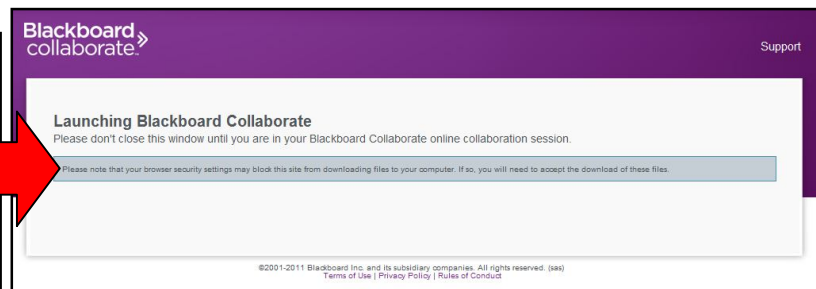 Blackboard
collaborate™
Support
Launching Blackboard Collaborate
Please don't close this window until you are in your Blackboard Collaborate online collaboration session.
Please note that your browser security settings may block this site from downloading files to your computer. If so, you will need to accept the download of these files.
©2001-2011 Blackboard Inc. and its subsidiary companies. All rights reserved. (sas)
Terms of Use | Privacy Policy | Rules of Conduct